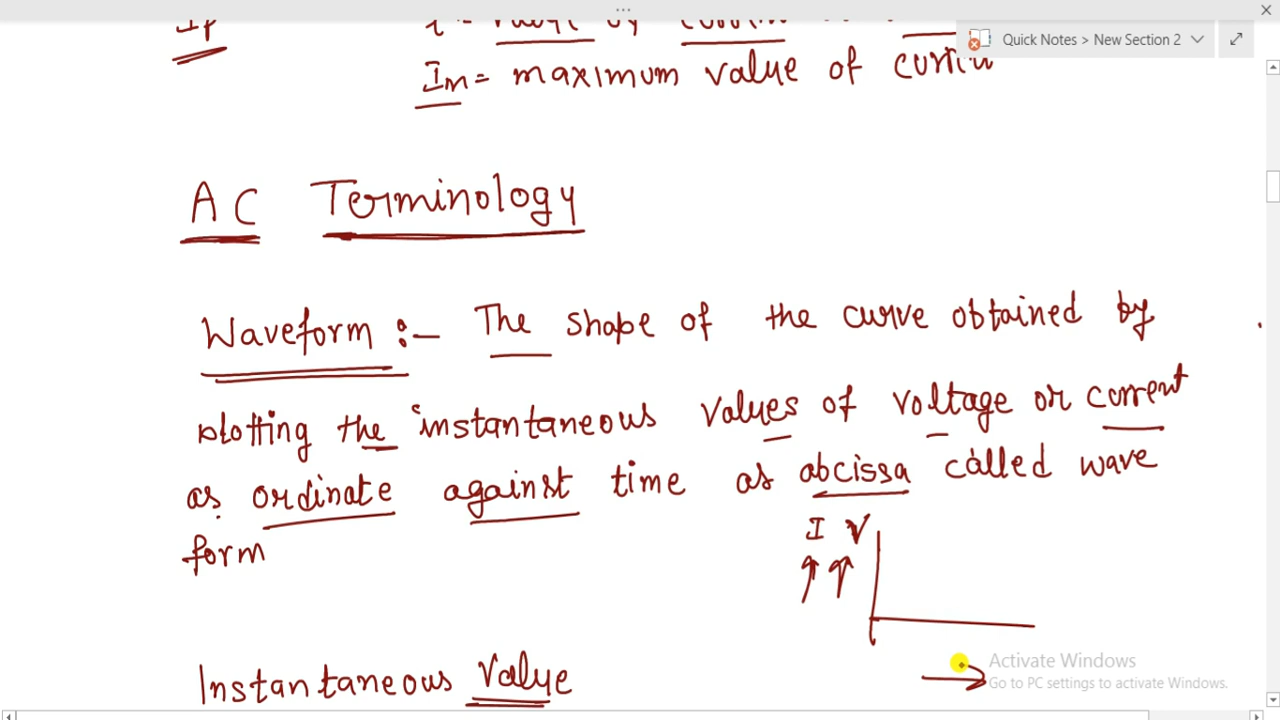 Quick Notes > New Section 2
Im = maximum value of
AC Terminology
Waveform :- The shape of the curve obtained by
plotting the instantaneous values of voltage or current
as ordinate against time as abcissa called wave
form
I V
Instantaneous Value
Activate Windows
Go to PC settings to activate Windows.